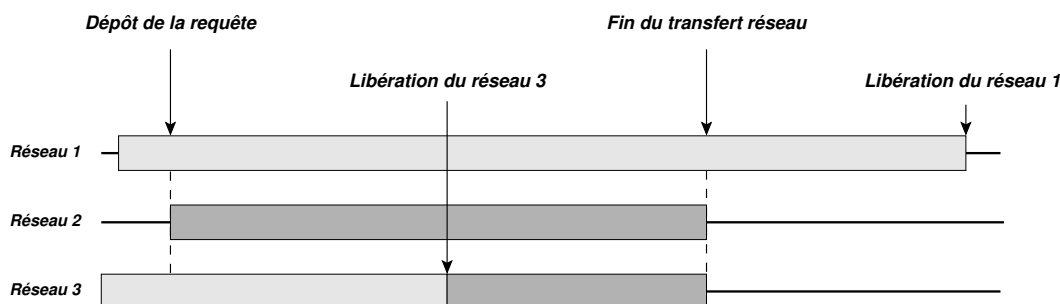 Dépôt de la requête
Fin du transfert réseau
Libération du réseau 3
Libération du réseau 1
Réseau 1
Réseau 2
Réseau 3